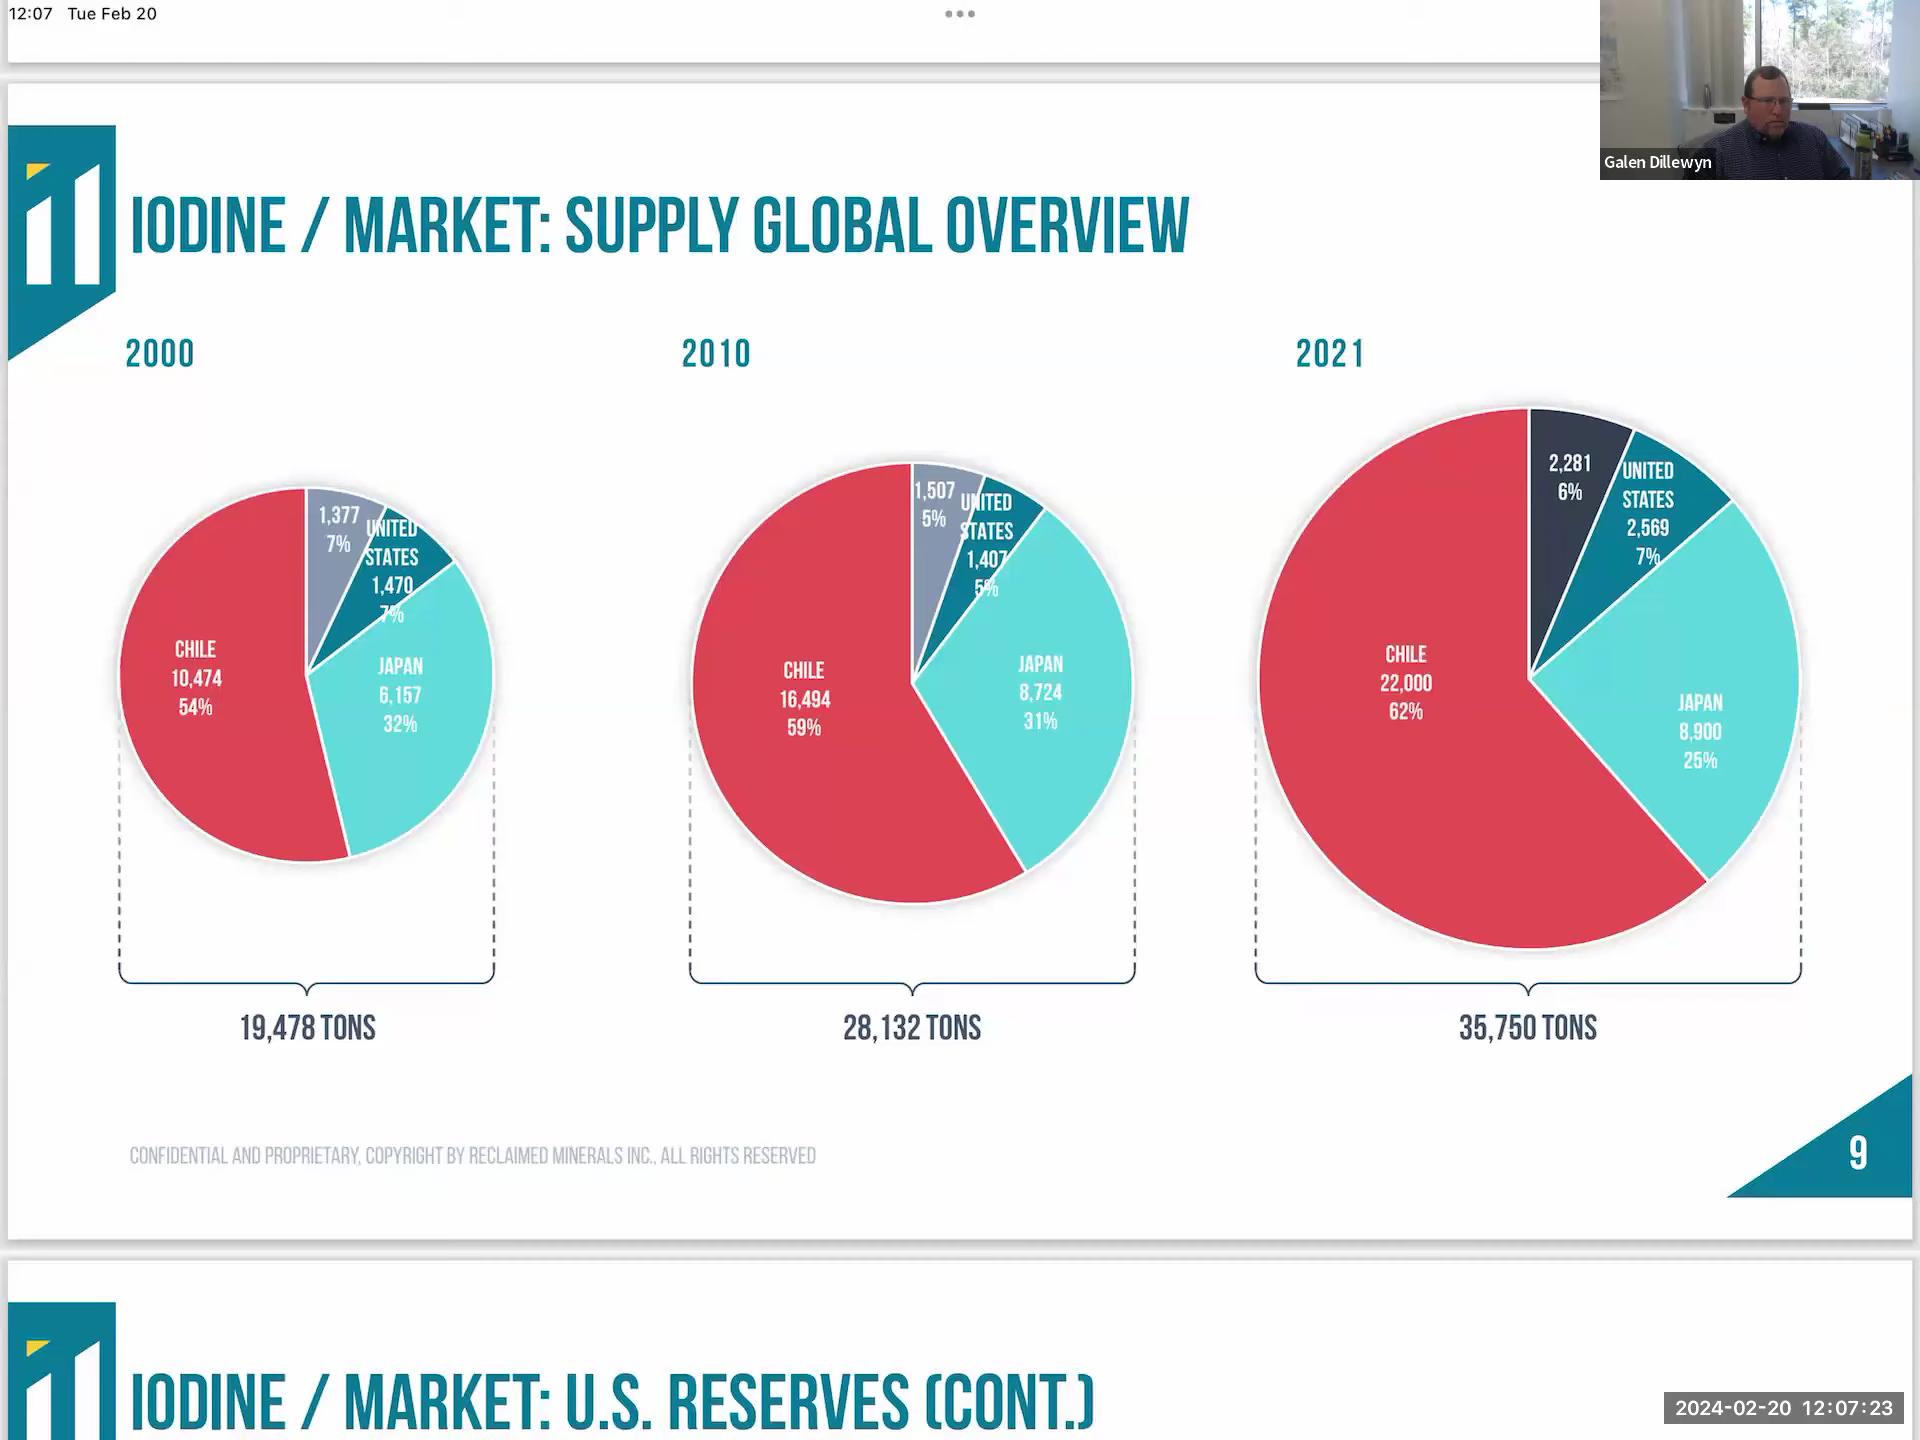 12:07 Tue Feb 20
Galen Dillewyn
IODINE / MARKET: SUPPLY GLOBAL OVERVIEW
2000
2010
2021
1,377
7%
UNITED
STATES
1,470
7%
CHILE
10,474
54%
JAPAN
6,157
32%
19,478 TONS
1,507
5%
UNITED
STATES
1,407
5%
CHILE
16,494
59%
JAPAN
8,724
31%
28,132 TONS
2,281
6%
UNITED
STATES
2,569
7%
CHILE
22,000
62%
JAPAN
8,900
25%
35,750 TONS
CONFIDENTIAL AND PROPRIETARY, COPYRIGHT BY RECLAIMED MINERALS INC., ALL RIGHTS RESERVED
9
IODINE / MARKET: U.S. RESERVES (CONT.)
2024-02-20 12:07:23